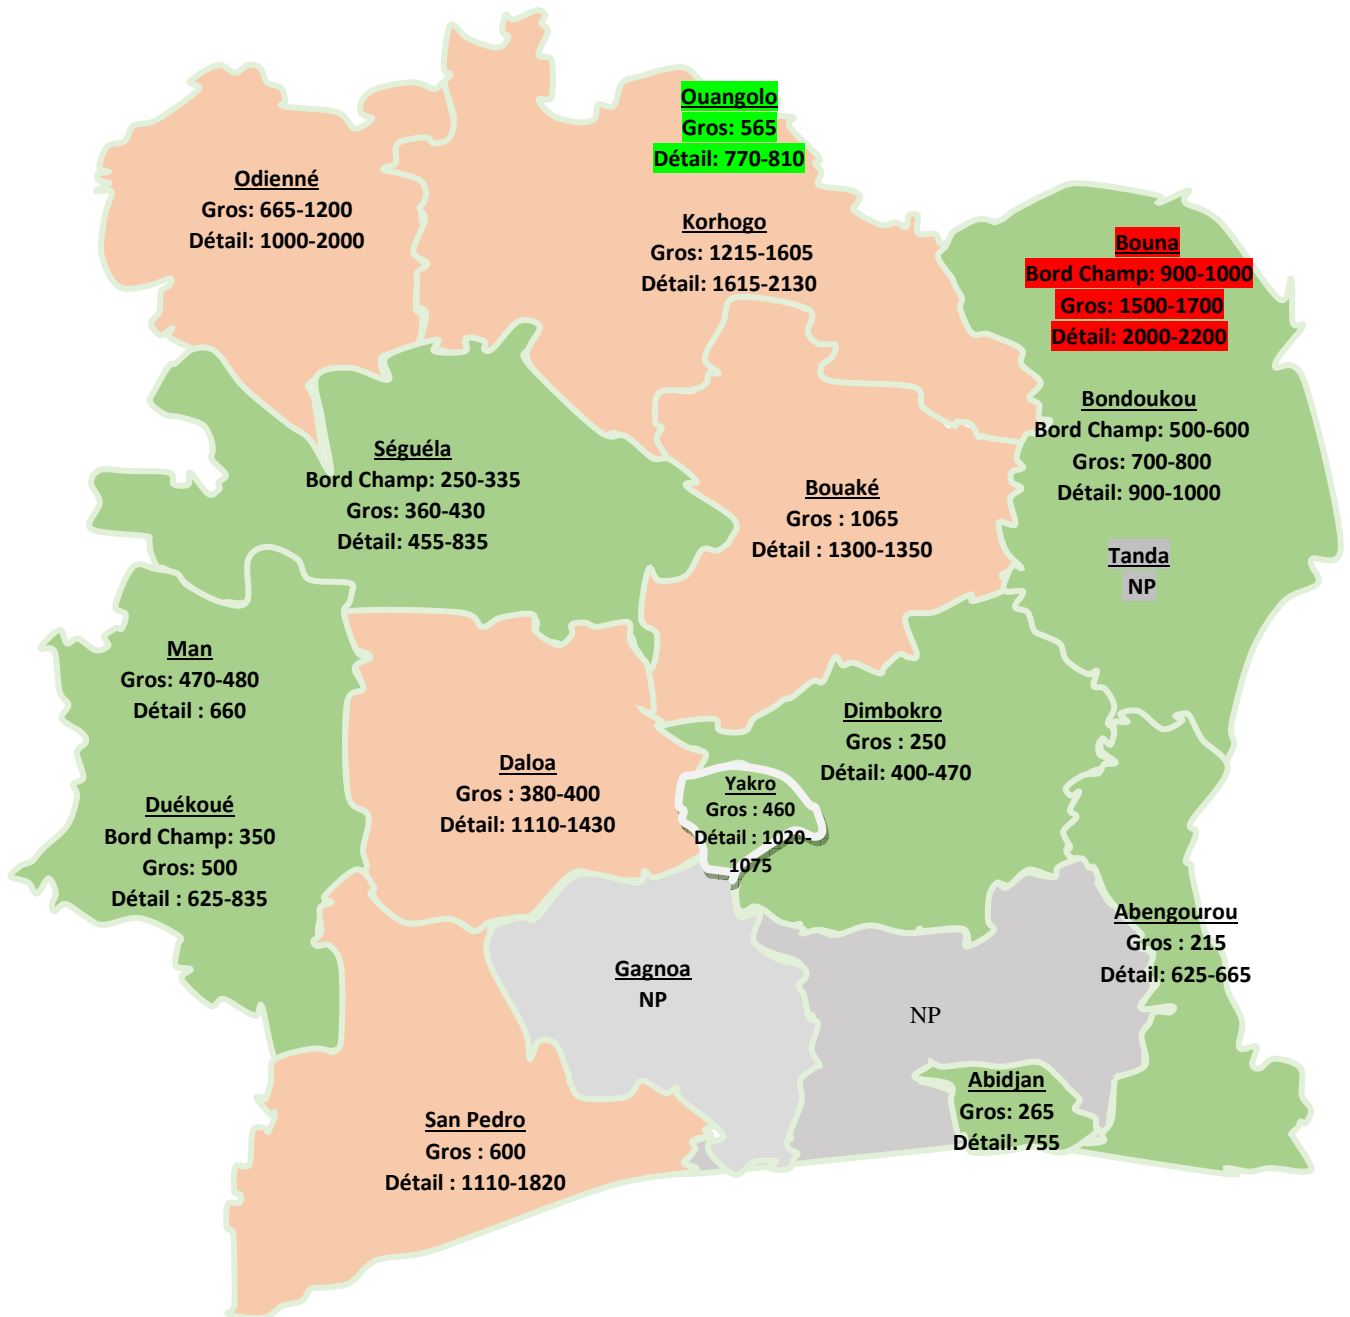 Ouangolo
Gros: 565
Détail: 770-810
Odienné
Gros: 665-1200
Détail: 1000-2000
Korhogo
Gros: 1215-1605
Détail: 1615-2130
Bouna
Bord Champ: 900-1000
Gros: 1500-1700
Détail: 2000-2200
Bondoukou
Bord Champ: 500-600
Gros: 700-800
Détail: 900-1000
Séguéla
Bord Champ: 250-335
Gros: 360-430
Détail: 455-835
Bouaké
Gros : 1065
Détail : 1300-1350
Tanda
NP
Man
Gros: 470-480
Détail : 660
Dimbokro
Gros : 250
Détail: 400-470
Daloa
Gros : 380-400
Détail: 1110-1430
Yakro
Gros : 460
Détail : 1020-
1075
Duékoué
Bord Champ: 350
Gros: 500
Détail : 625-835
Abengourou
Gros : 215
Détail: 625-665
Gagnoa
NP
NP
Abidjan
Gros: 265
Détail: 755
San Pedro
Gros : 600
Détail : 1110-1820